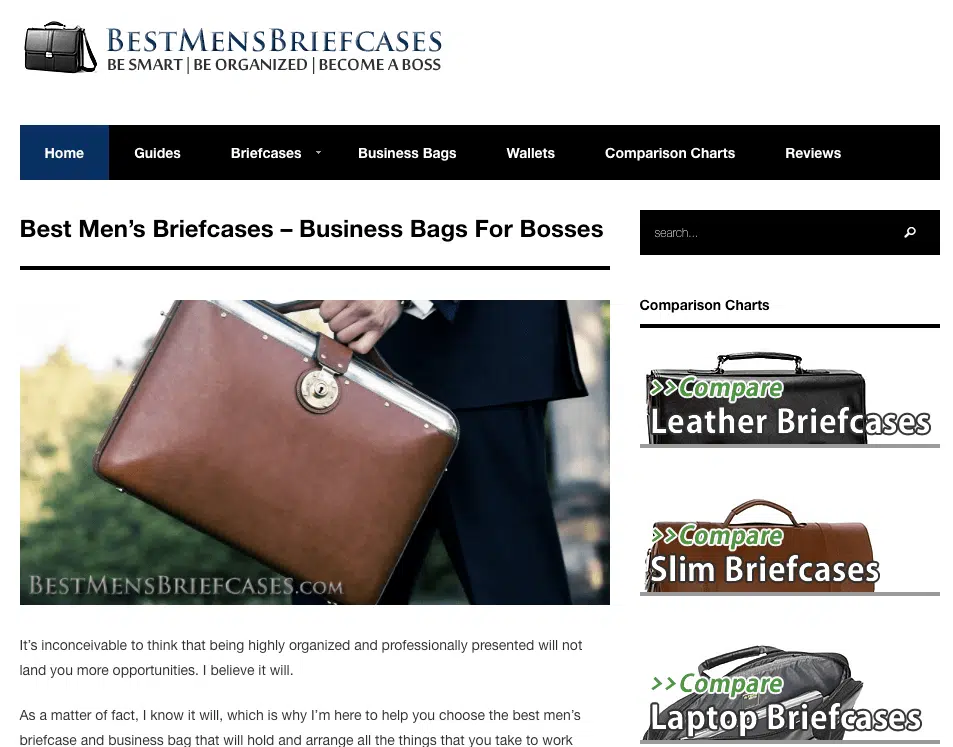 BESTMENSBRIEFCASES
BE SMART | BE ORGANIZED | BECOME A BOSS
Home Guides Briefcases Business Bags Wallets Comparison Charts Reviews
Best Men’s Briefcases – Business Bags For Bosses
BESTMENSBRIEFCASES.COM
It’s inconceivable to think that being highly organized and professionally presented will not
land you more opportunities. I believe it will.
As a matter of fact, I know it will, which is why I’m here to help you choose the best men’s
briefcase and business bag that will hold and arrange all the things that you take to work
search...
Comparison Charts
>>Compare
Leather Briefcases
>>Compare
Slim Briefcases
>>Compare
Laptop Briefcases